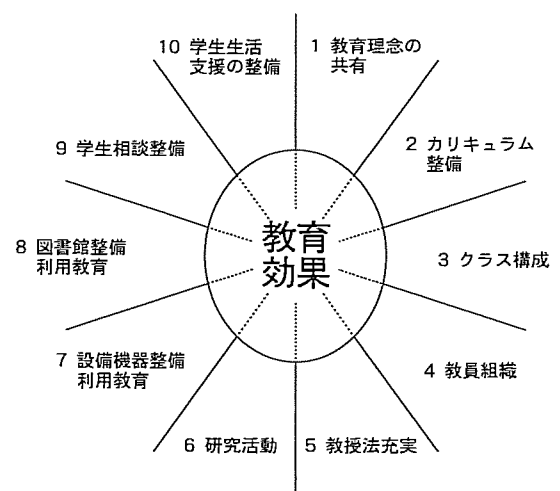 10 学生生活
支援の整備
1 教育理念の
共有
2 カリキュラム
整備
3 クラス構成
4 教員組織
5 教授法充実
6 研究活動
7 設備機器整備
利用教育
8 図書館整備
利用教育
9 学生相談整備
教育
効果